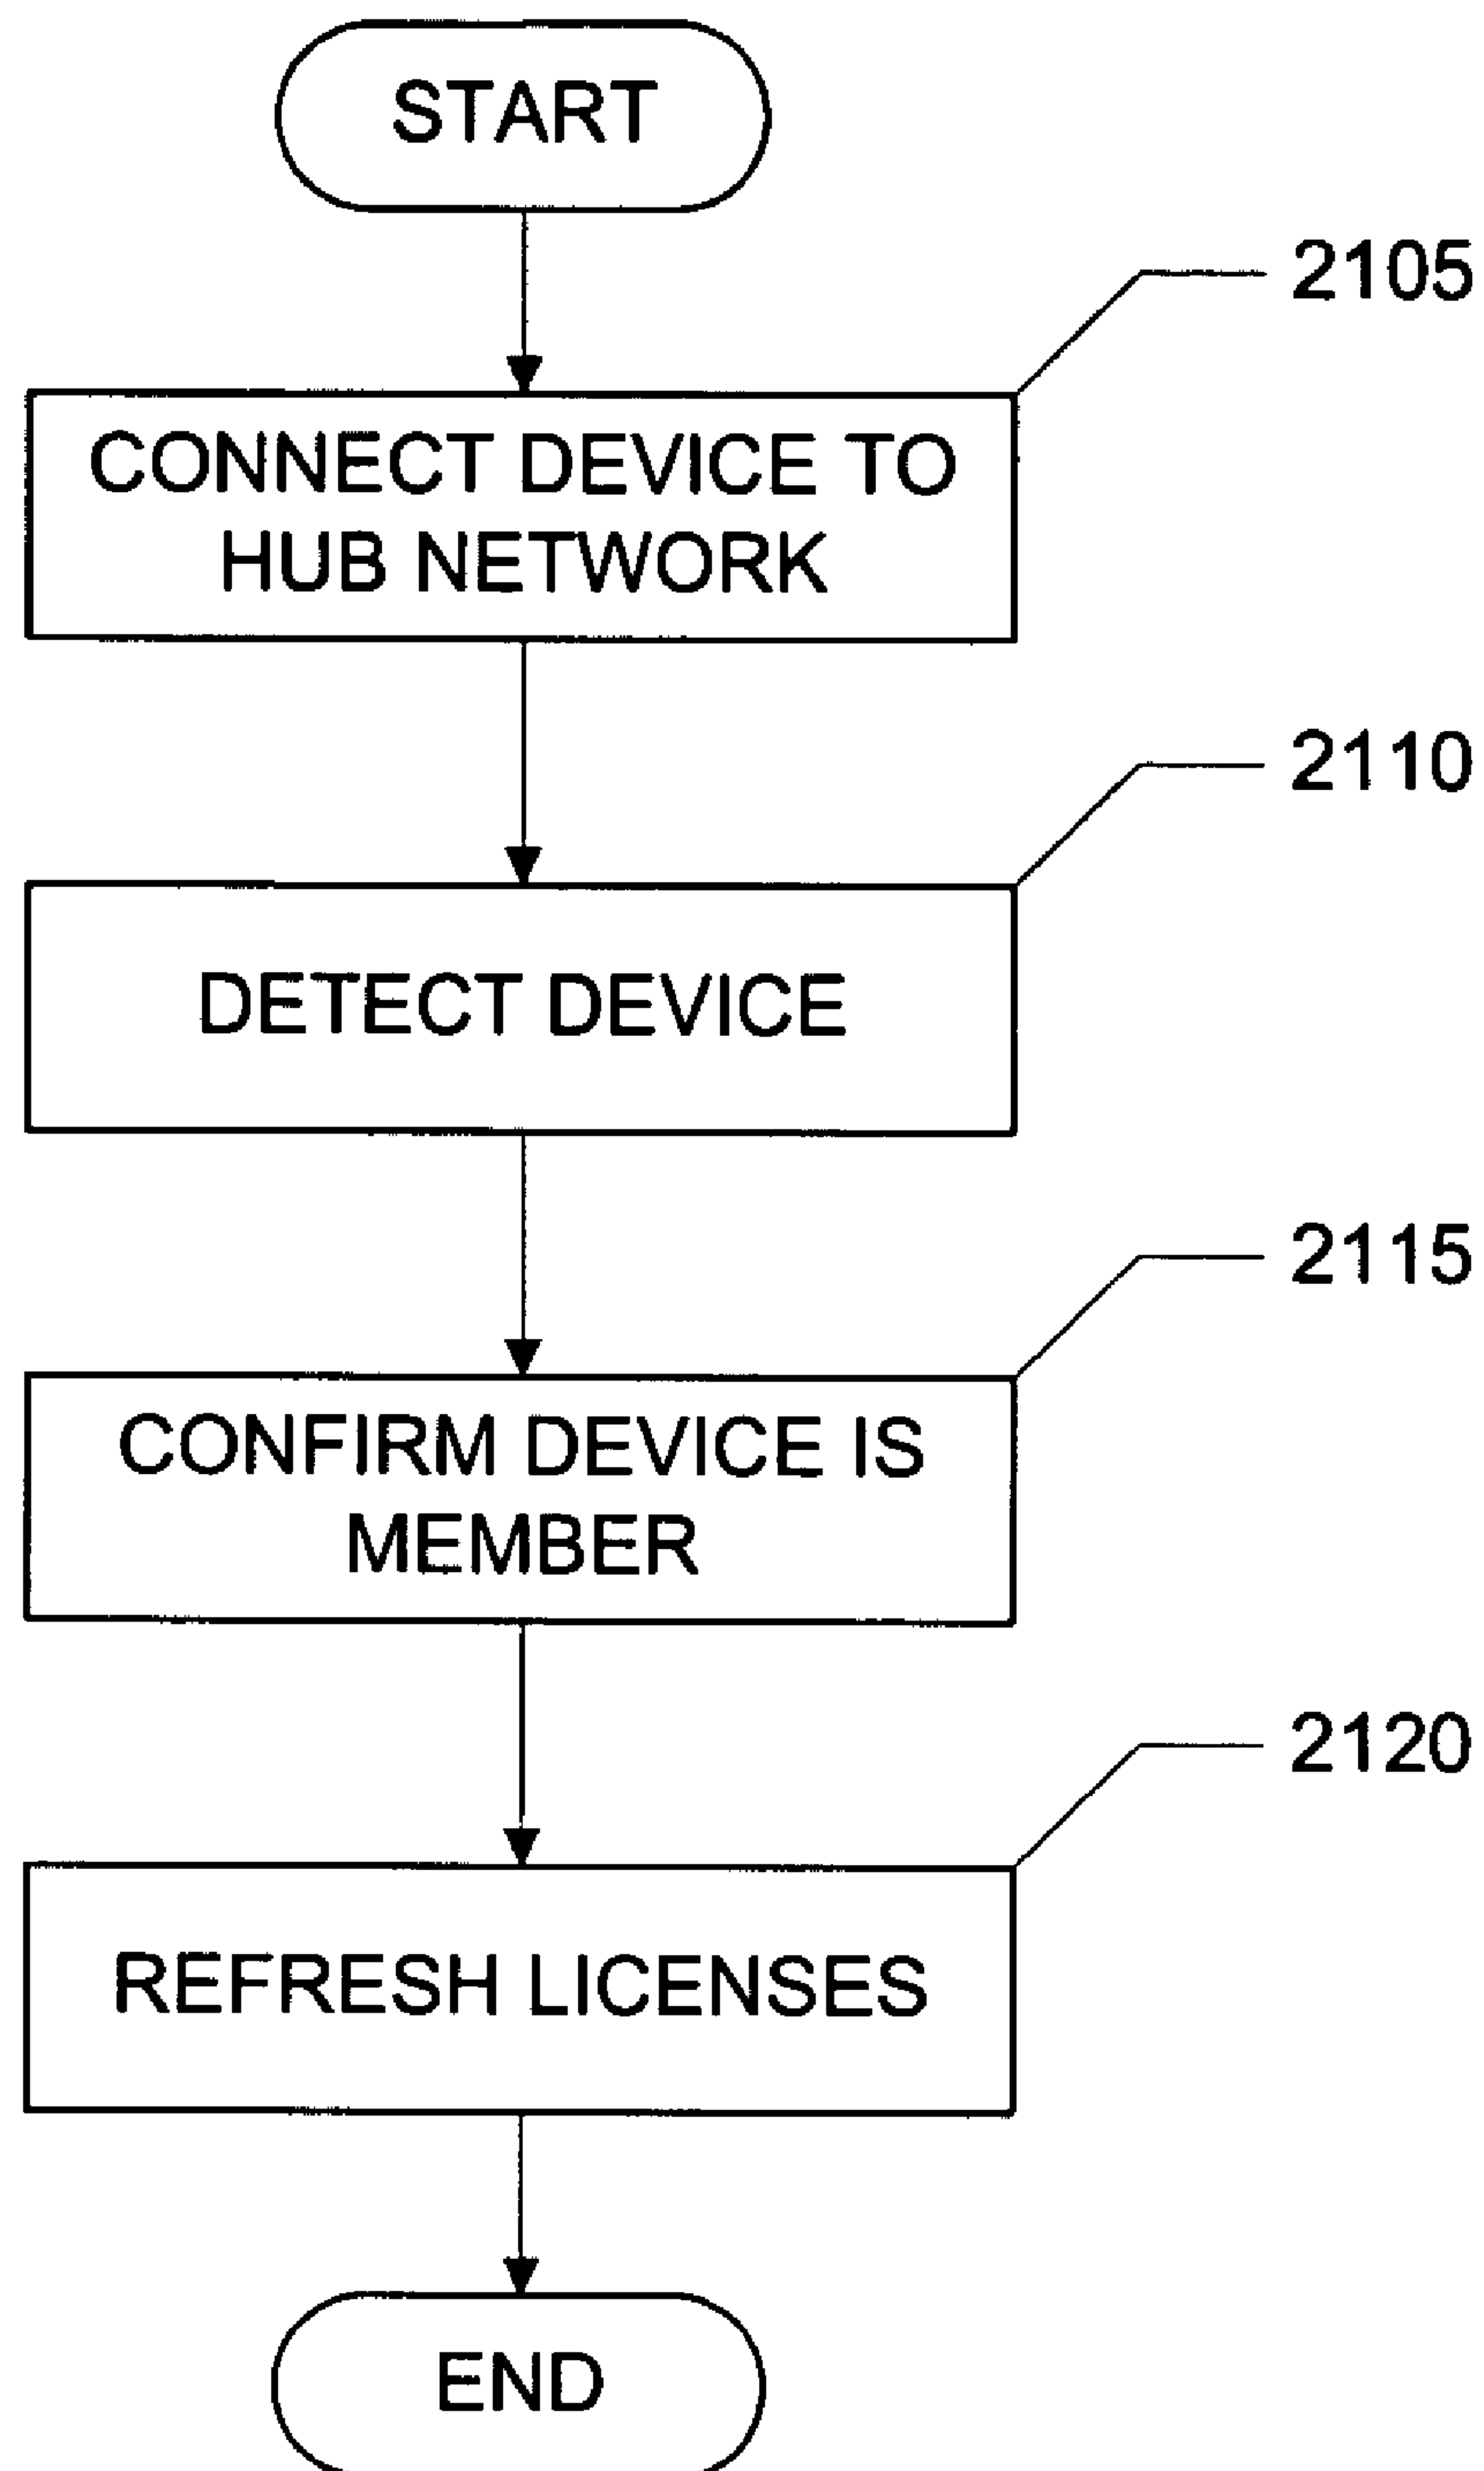 START
2105
CONNECT DEVICE TO
HUB NETWORK
2110
DETECT DEVICE
2115
CONFIRM DEVICE IS
MEMBER
2120
REFRESH LICENSES
END